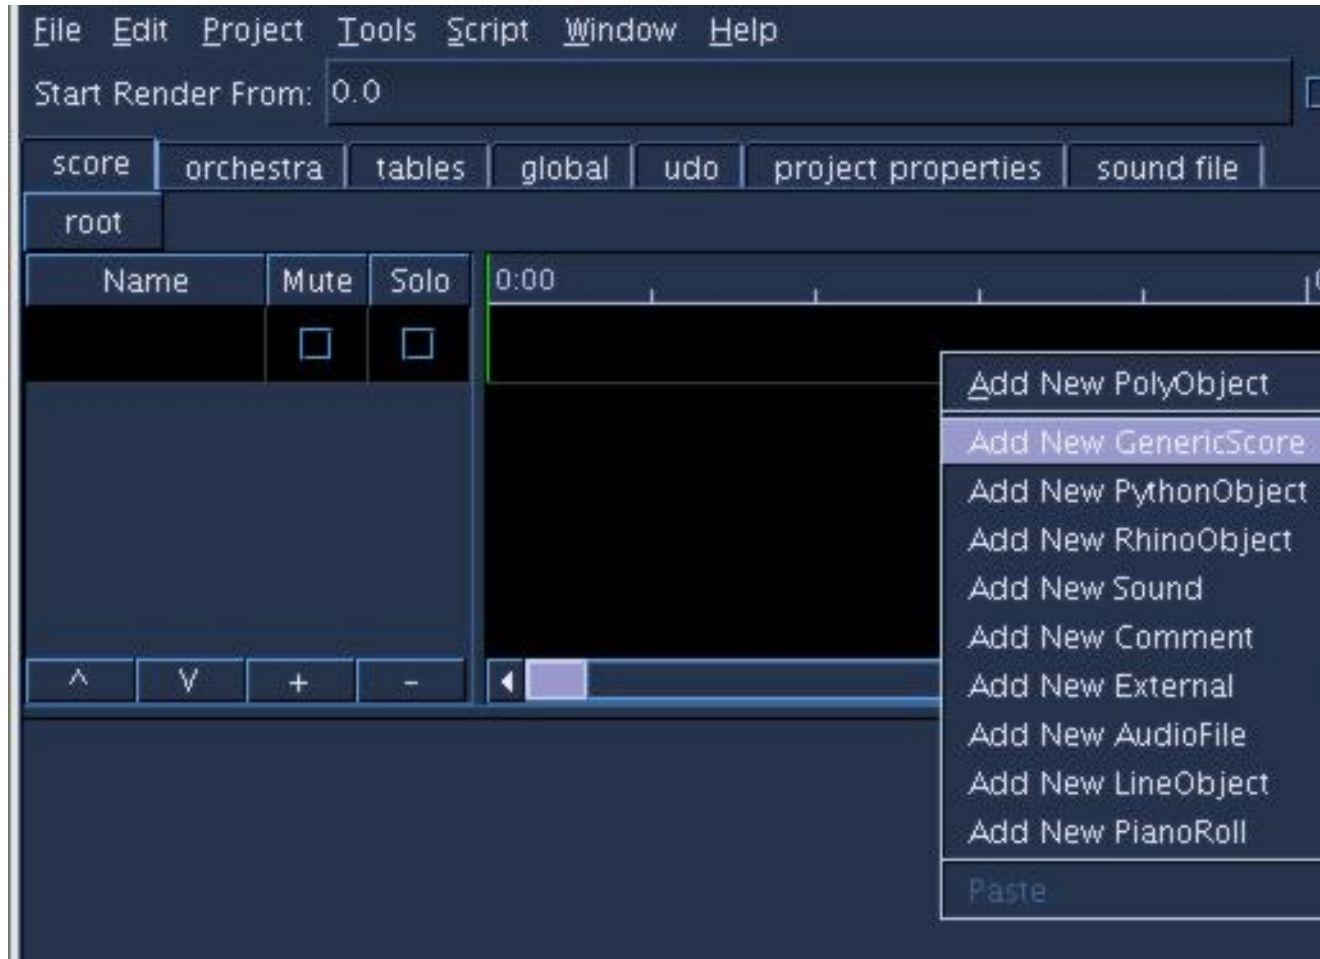 File Edit Project Tools Script Window Help
Start Render From: 0.0
score orchestra tables global udo project properties sound file
root
Name Mute Solo 0:00
Add New PolyObject
Add New GenericScore
Add New PythonObject
Add New RhinoObject
Add New Sound
Add New Comment
Add New External
Add New AudioFile
Add New LineObject
Add New PianoRoll
^ V + -
Paste